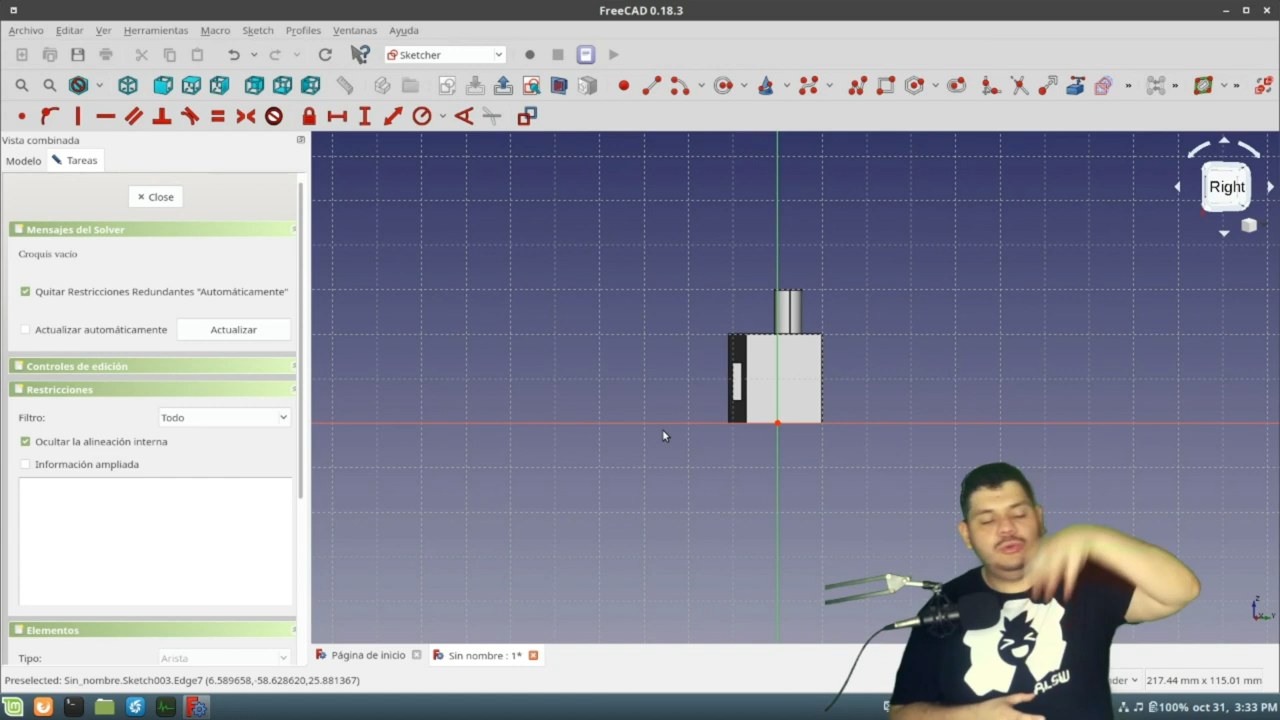 FreeCAD 0.18.3
Archivo Editar Ver Herramientas Macro Sketch Profiles Ventanas Ayuda
Sketcher
Vista combinada
Modelo Tareas
Close
Mensajes del Solver
Croquis vacío
Quitar Restricciones Redundantes "Automáticamente"
Actualizar automáticamente Actualizar
Controles de edición
Restricciones
Filtro: Todo
Ocultar la alineación interna
Información ampliada
Elementos
Tipo: Arista
Right
ALSW
Página de inicio Sin nombre : 1*
Preselected: Sin_nombre.Sketch003.Edge7 (6.589658,-58.628620,25.881367)
217.44 mm x 115.01 mm
100% oct 31, 3:33 PM